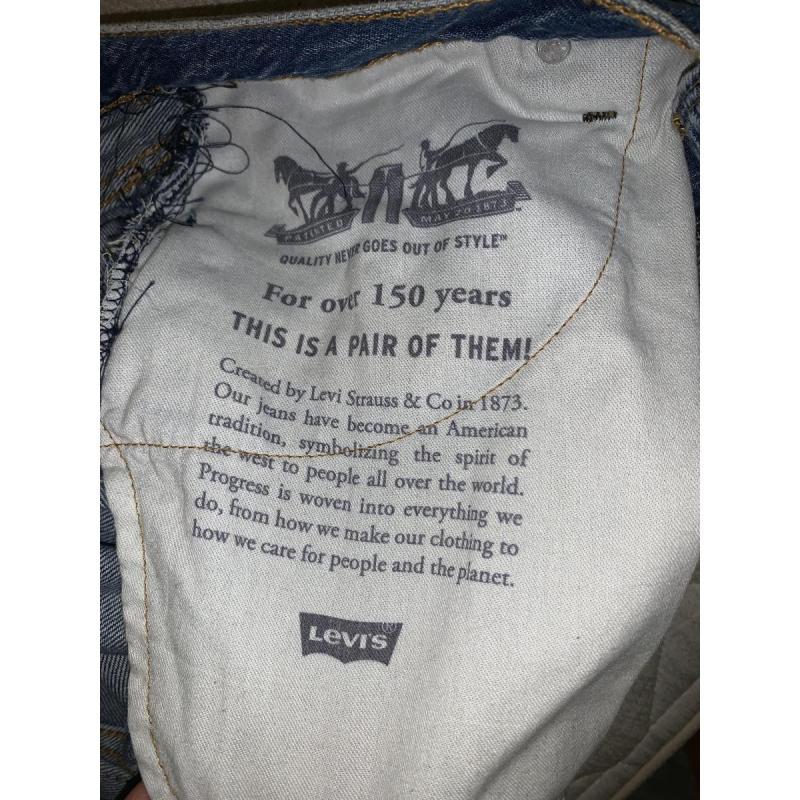 PATENTED MAY 20 1873
QUALITY NEVER GOES OUT OF STYLE™
For over 150 years
THIS IS A PAIR OF THEM!
Created by Levi Strauss & Co in 1873.
Our jeans have become an American
tradition, symbolizing the spirit of
the west to people all over the world.
Progress is woven into everything we
do, from how we make our clothing to
how we care for people and the planet.
Levi's®